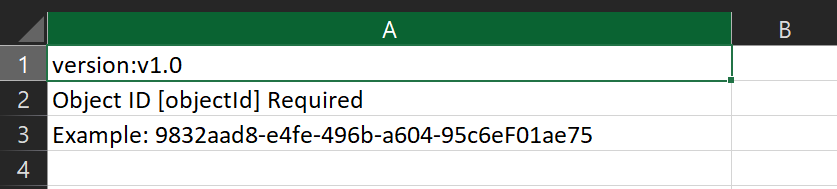 A B
1 version:v1.0
2 Object ID [objectId] Required
3 Example: 9832aad8-e4fe-496b-a604-95c6eF01ae75
4